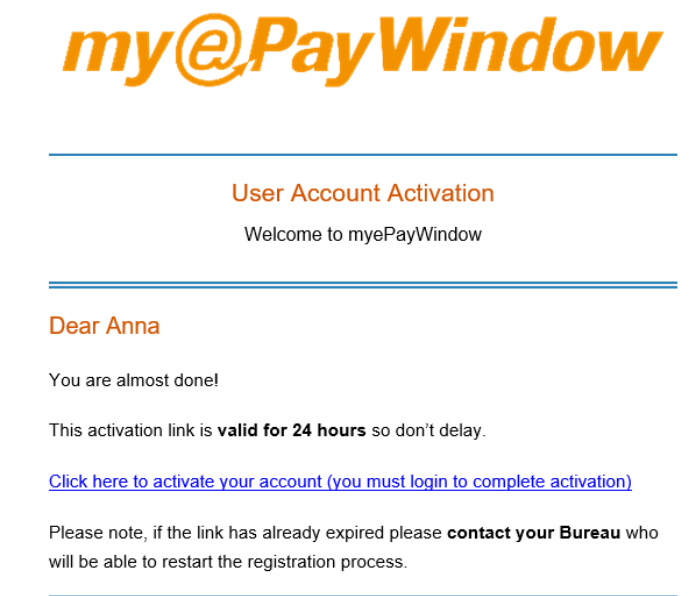 my@PayWindow
User Account Activation
Welcome to myePayWindow
Dear Anna
You are almost done!
This activation link is valid for 24 hours so don't delay.
Click here to activate your account (you must login to complete activation)
Please note, if the link has already expired please contact your Bureau who
will be able to restart the registration process.